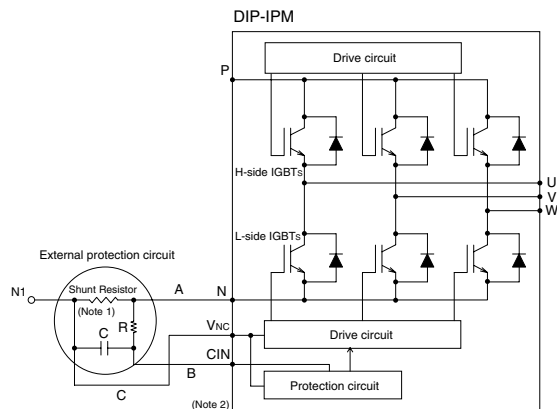 DIP-IPM
Drive circuit
P
H-side IGBTS
U
V
W
L-side IGBTS
External protection circuit
Shunt Resistor
A
N1
N
(Note 1)
VNC
R
C
Drive circuit
CIN
B
C
Protection circuit
(Note 2)